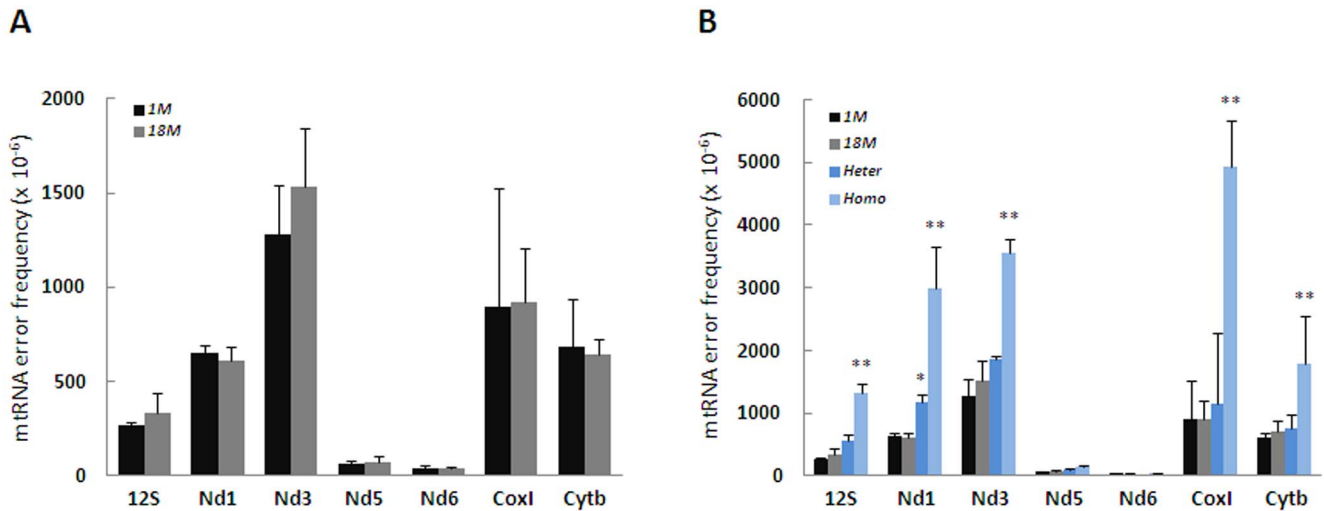 A
mtRNA error frequency (x 10⁻⁶)
2000
1500
1000
500
0
1M
18M
12S Nd1 Nd3 Nd5 Nd6 CoxI Cytb
B
mtRNA error frequency (x 10⁻⁶)
6000
5000
4000
3000
2000
1000
0
1M
18M
Heter
Homo
**
*
**
**
**
**
12S Nd1 Nd3 Nd5 Nd6 CoxI Cytb